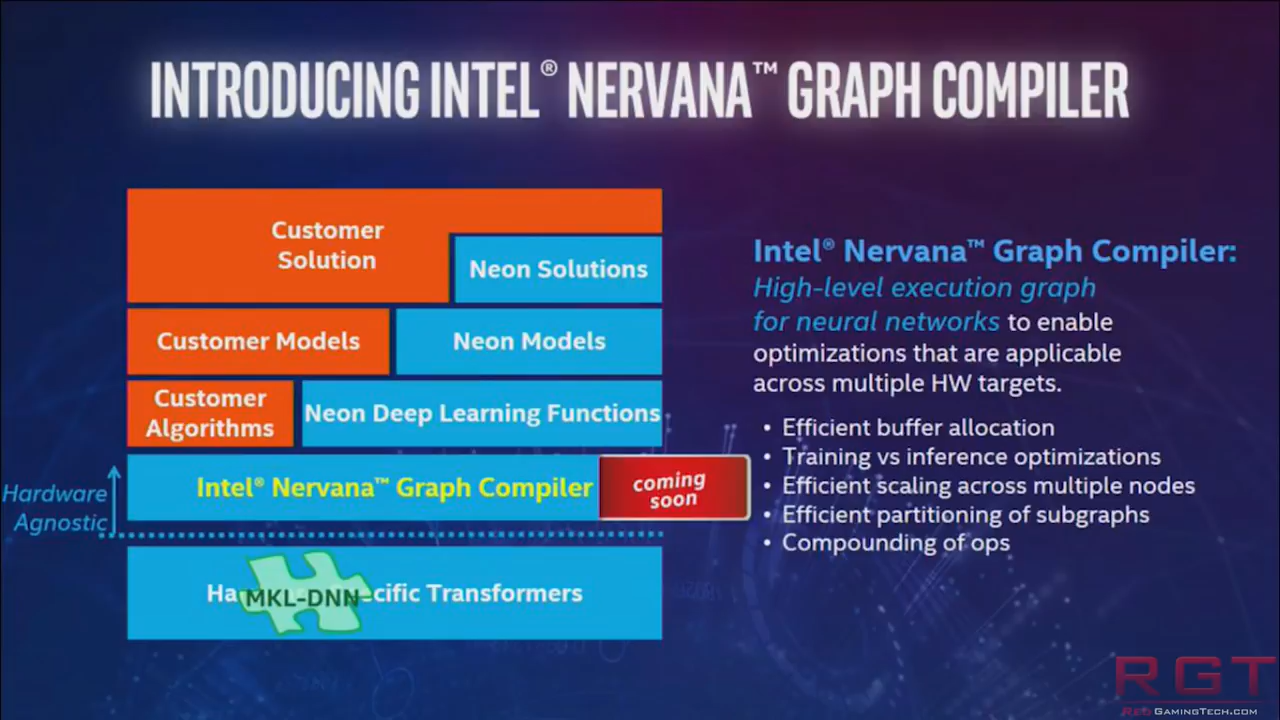 INTRODUCING INTEL® NERVANA™ GRAPH COMPILER
Customer
Solution
Neon Solutions
Customer Models
Neon Models
Customer
Algorithms
Neon Deep Learning Functions
Intel® Nervana™ Graph Compiler
coming
soon
Hardware
Agnostic
MKL-DNN
Transformers
Intel® Nervana™ Graph Compiler:
High-level execution graph
for neural networks to enable
optimizations that are applicable
across multiple HW targets.
• Efficient buffer allocation
• Training vs inference optimizations
• Efficient scaling across multiple nodes
• Efficient partitioning of subgraphs
• Compounding of ops
RGT
REDGAMINGTECH.COM